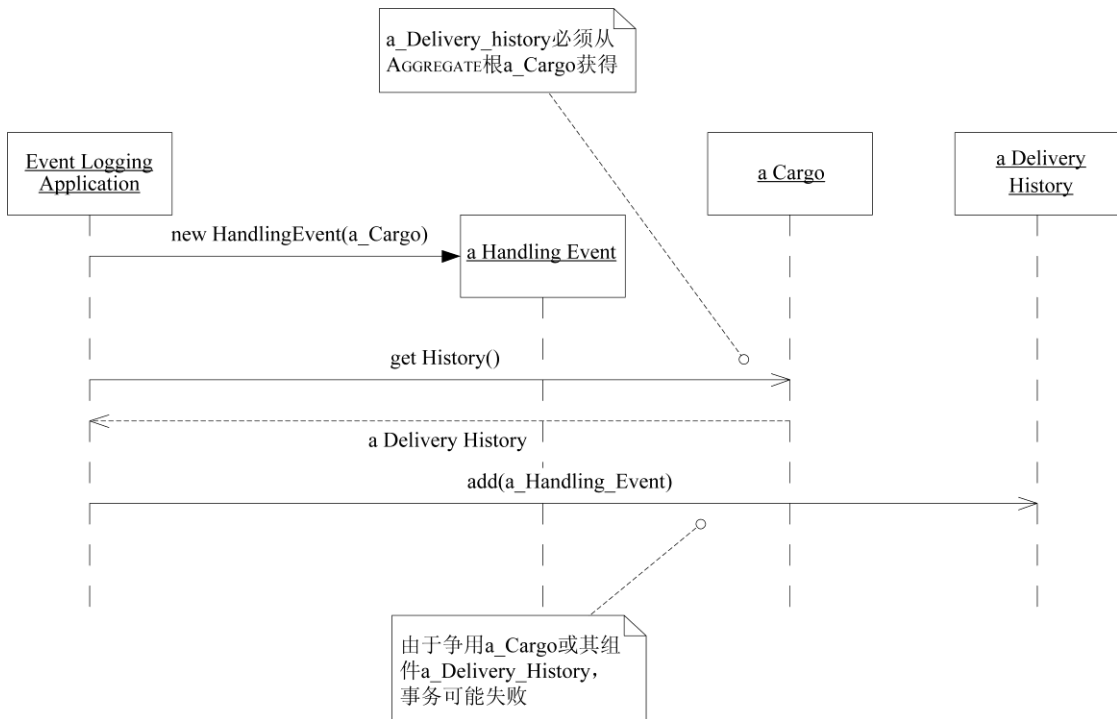 a_Delivery_history必须从
AGGREGATE根a_Cargo获得
Event Logging
Application
a Cargo
a Delivery
History
new HandlingEvent(a_Cargo)
a Handling Event
get History()
a Delivery History
add(a_Handling_Event)
由于争用a_Cargo或其组
件a_Delivery_History，
事务可能失败